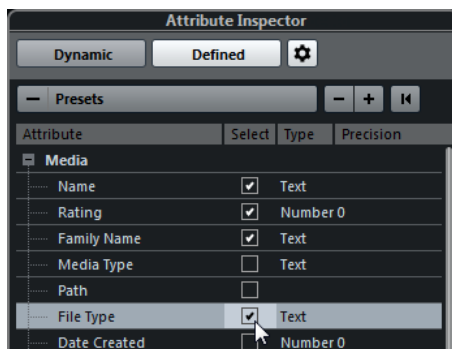 Attribute Inspector
Dynamic Defined
Presets
Attribute Select Type Precision
Media
Name Text
Rating Number 0
Family Name Text
Media Type Text
Path
File Type Text
Date Created Number 0